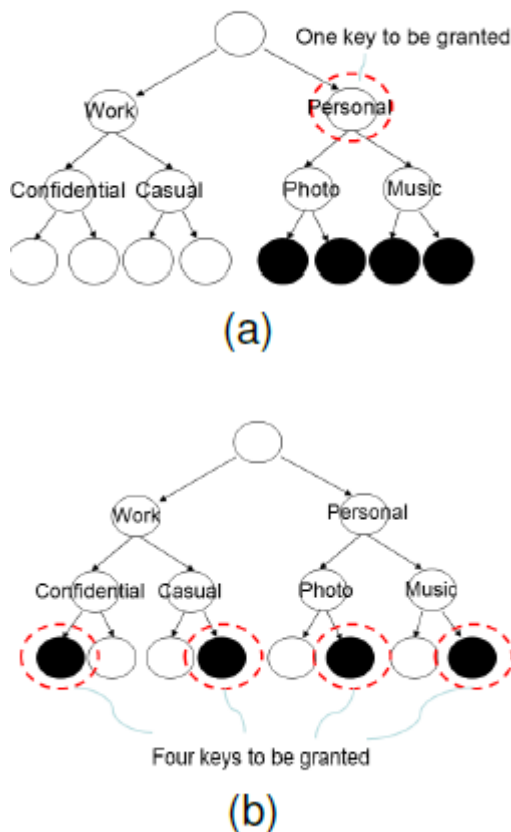 One key to be granted
Work
Personal
Confidential
Casual
Photo
Music
(a)
Work
Personal
Confidential
Casual
Photo
Music
Four keys to be granted
(b)